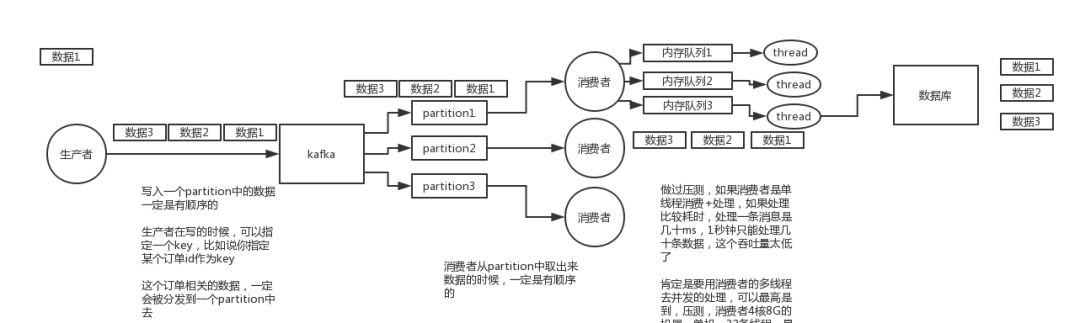 数据1
生产者
数据3
数据2
数据1
kafka
数据3
数据2
数据1
partition1
partition2
partition3
消费者
消费者
消费者
内存队列1
内存队列2
内存队列3
thread
thread
thread
数据3
数据2
数据1
数据库
数据1
数据2
数据3
写入一个partition中的数据
一定是有顺序的
生产者在写的时候，可以指
定一个key，比如说你指定
某个订单id作为key
这个订单相关的数据，一定
会被分发到一个partition中
去
消费者从partition中取出来
数据的时候，一定是有顺序
的
做过压测，如果消费者是单
线程消费+处理，如果处理
比较耗时，处理一条消息是
几十ms，1秒钟只能处理几
十条数据，这个吞吐量太低
了
肯定是要用消费者的多线程
去并发的处理，可以最高是
到，压测，消费者4核8G的